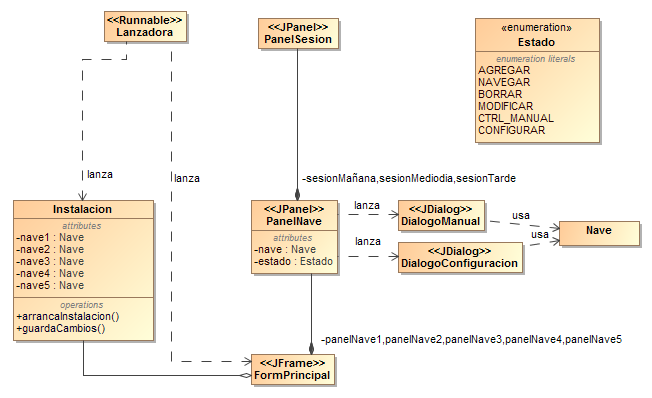 <<Runnable>>
Lanzadora
<<JPanel>>
PanelSesion
«enumeration»
Estado
enumeration literals
AGREGAR
NAVEGAR
BORRAR
MODIFICAR
CTRL_MANUAL
CONFIGURAR
lanza
lanza
-sesionMañana,sesionMediodia,sesionTarde
Instalacion
attributes
-nave1 : Nave
-nave2 : Nave
-nave3 : Nave
-nave4 : Nave
-nave5 : Nave
operations
+arrancaInstalacion()
+guardaCambios()
<<JPanel>>
PanelNave
attributes
-nave : Nave
-estado : Estado
lanza
lanza
<<JDialog>>
DialogoManual
<<JDialog>>
DialogoConfiguracion
usa
usa
Nave
-panelNave1,panelNave2,panelNave3,panelNave4,panelNave5
<<JFrame>>
FormPrincipal